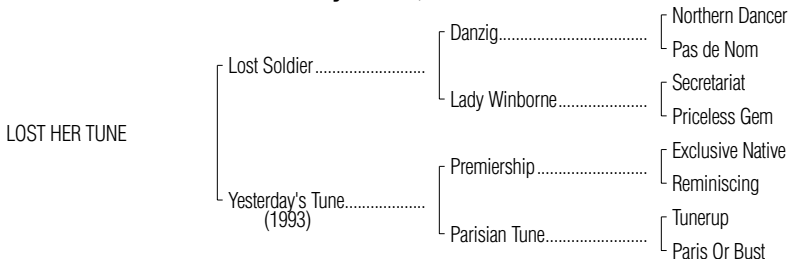 Northern Dancer
Danzig
Pas de Nom
Lost Soldier
Secretariat
Lady Winborne
Priceless Gem
LOST HER TUNE
Exclusive Native
Premiership
Reminiscing
Yesterday's Tune
(1993)
Tunerup
Parisian Tune
Paris Or Bust